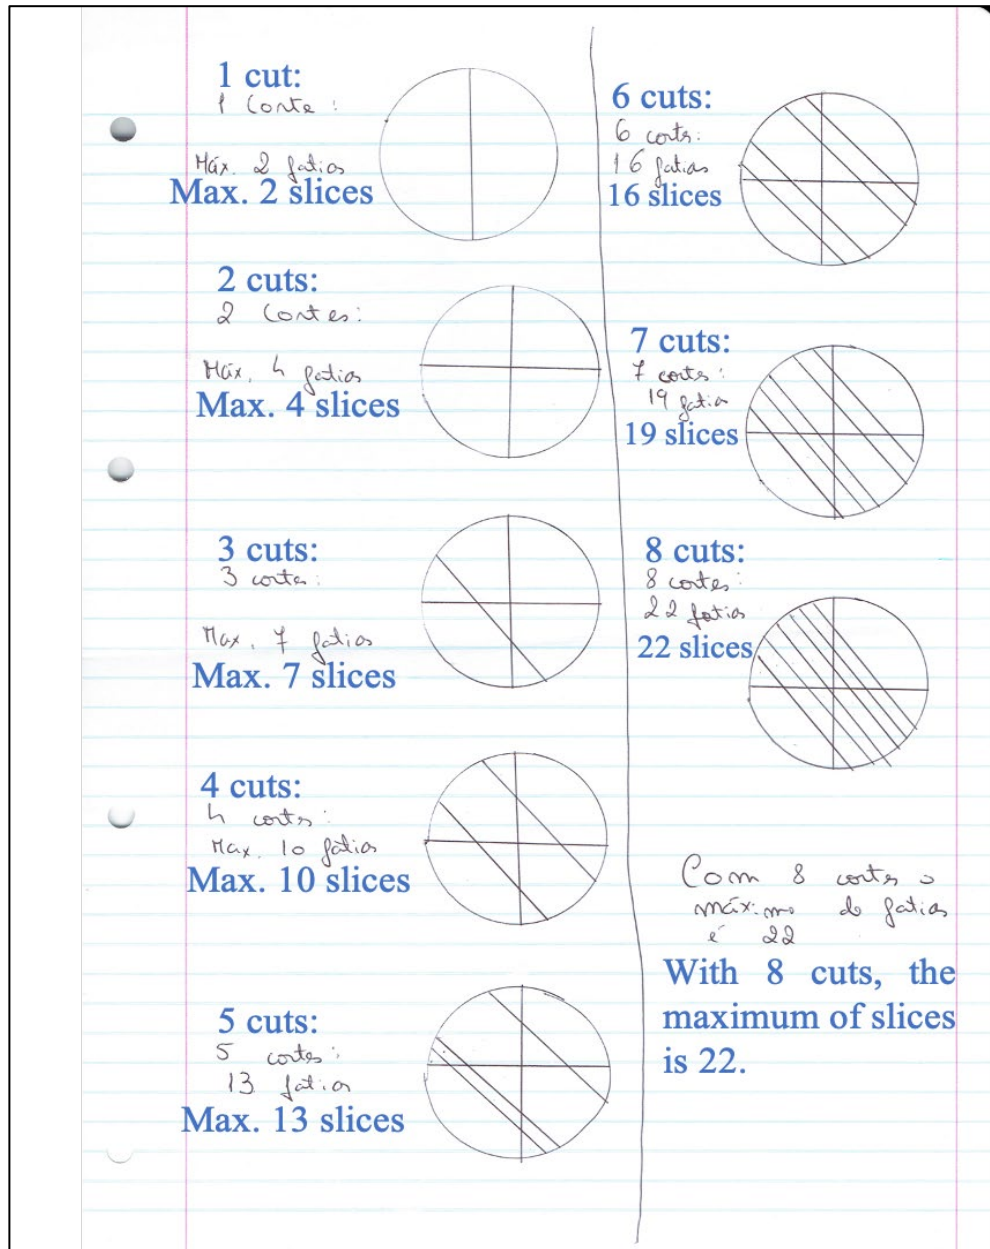 1 cut:
1 Corte :
Máx. 2 fatias
Max. 2 slices
2 cuts:
2 Cortes:
Máx. 4 fatias
Max. 4 slices
3 cuts:
3 cortes:
Max. 7 fatias
Max. 7 slices
4 cuts:
4 cortes:
Max. 10 fatias
Max. 10 slices
5 cuts:
5 cortes:
13 fatias
Max. 13 slices
6 cuts:
6 corts:
16 fatias
16 slices
7 cuts:
7 corts:
19 fatias
19 slices
8 cuts:
8 cortes:
22 fatias
22 slices
Com 8 cortes o
máximo de fatias
é 22
With 8 cuts, the
maximum of slices
is 22.